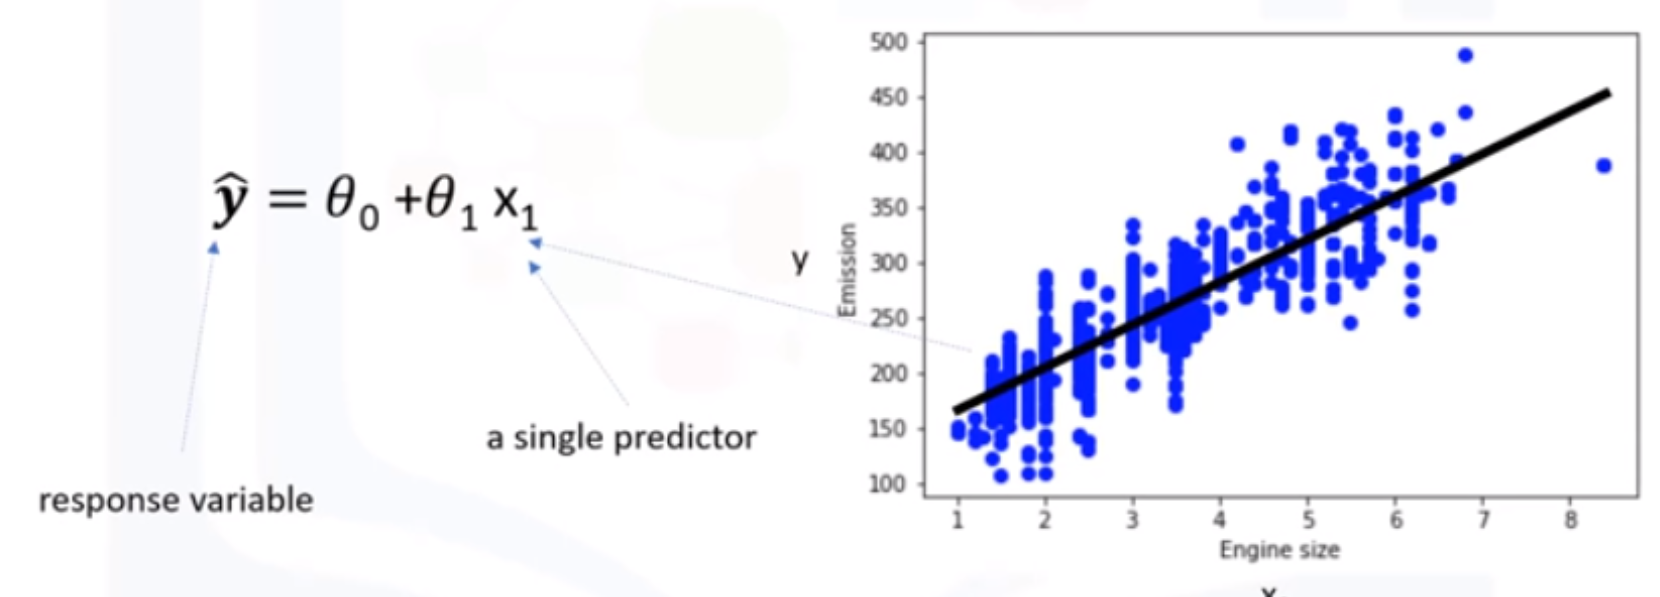 ŷ = θ₀ +θ₁ x₁
response variable
a single predictor
y
Emission
500
450
400
350
300
250
200
150
100
1 2 3 4 5 6 7 8
Engine size
x